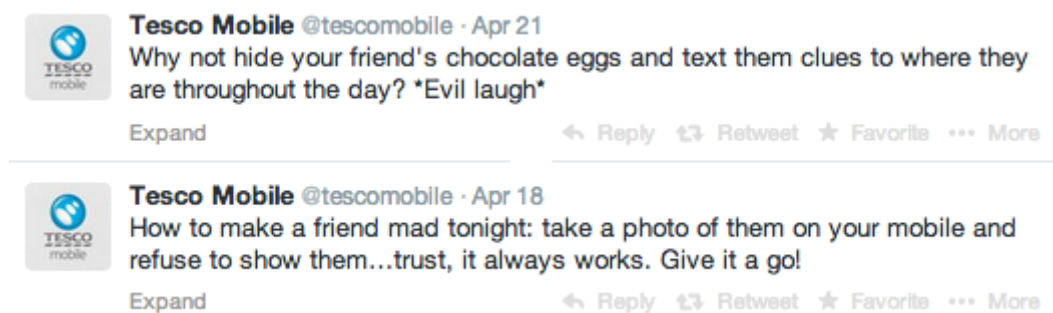 Tesco Mobile @tescomobile · Apr 21
Why not hide your friend's chocolate eggs and text them clues to where they
are throughout the day? *Evil laugh*
TESCO
mobile
Expand Reply Retweet Favorite More
Tesco Mobile @tescomobile · Apr 18
How to make a friend mad tonight: take a photo of them on your mobile and
refuse to show them...trust, it always works. Give it a go!
TESCO
mobile
Expand Reply Retweet Favorite More